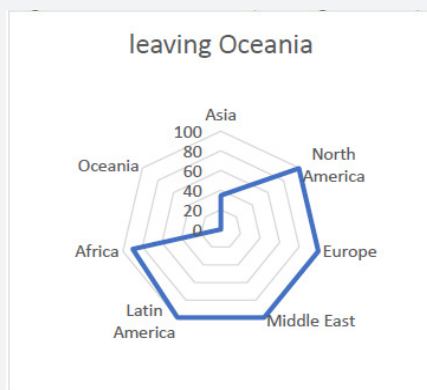 leaving Oceania
Asia
100
80
60
40
20
0
North
America
Europe
Middle East
Latin
America
Africa
Oceania